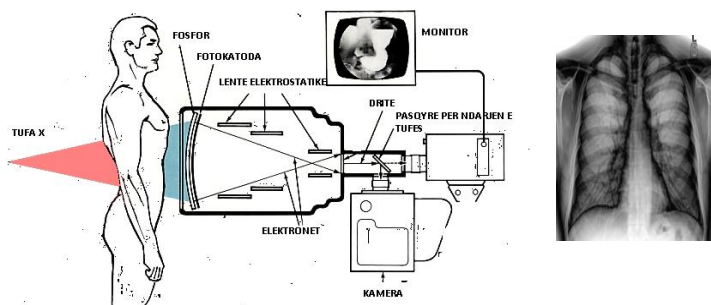 FOSFOR
MONITOR
FOTOKATODA
LENTE ELEKTROSTATIKE
DRITE
PASQYRE PER NDARJEN E
TUFES
TUFA X
ELEKTRONET
KAMERA